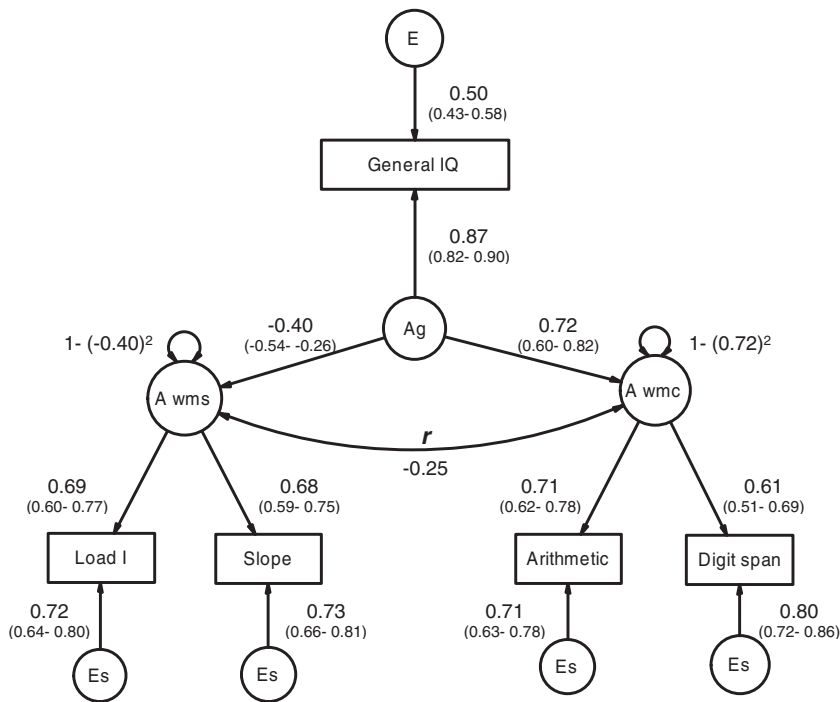 E
0.50
(0.43- 0.58)
General IQ
0.87
(0.82- 0.90)
Ag
-0.40
(-0.54- -0.26)
0.72
(0.60- 0.82)
1- (-0.40)²
1- (0.72)²
A wms
A wmc
r
-0.25
0.69
(0.60- 0.77)
0.68
(0.59- 0.75)
0.71
(0.62- 0.78)
0.61
(0.51- 0.69)
Load I
Slope
Arithmetic
Digit span
0.72
(0.64- 0.80)
0.73
(0.66- 0.81)
0.71
(0.63- 0.78)
0.80
(0.72- 0.86)
Es
Es
Es
Es